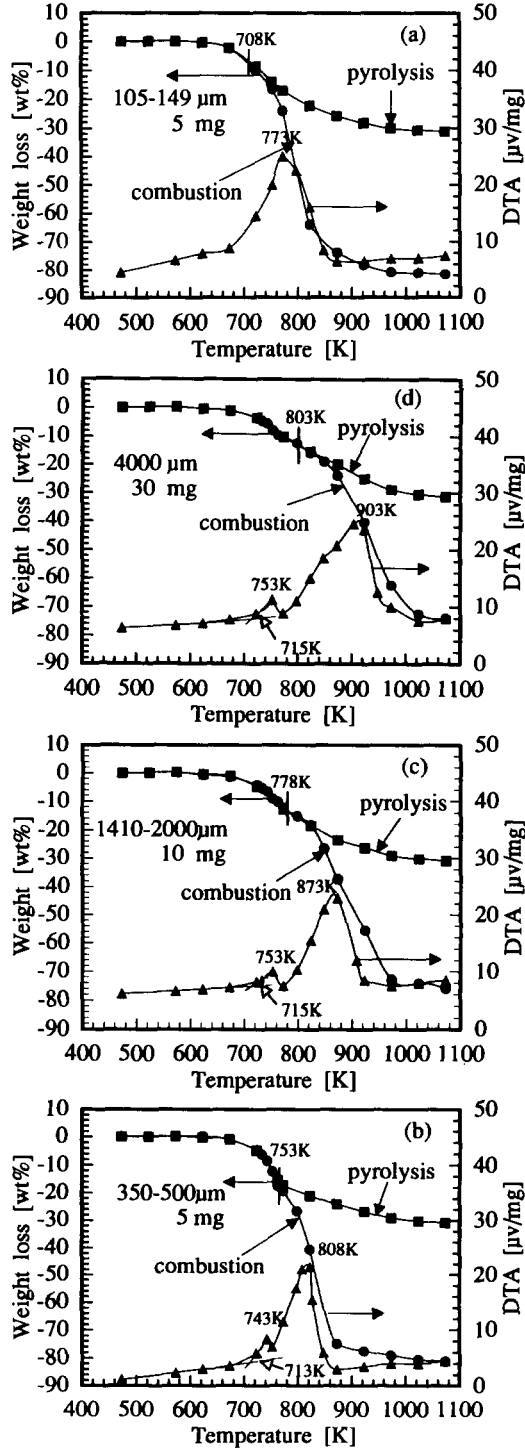 10
0
-10
-20
-30
-40
-50
-60
-70
-80
-90
Weight loss [wt%]
50
40
30
20
10
0
DTA [μv/mg]
(a)
708K
pyrolysis
105-149 μm
5 mg
773K
combustion
400 500 600 700 800 900 1000 1100
Temperature [K]
10
0
-10
-20
-30
-40
-50
-60
-70
-80
-90
Weight loss [wt%]
50
40
30
20
10
0
DTA [μv/mg]
(d)
803K
pyrolysis
4000 μm
30 mg
combustion
903K
753K
715K
400 500 600 700 800 900 1000 1100
Temperature [K]
10
0
-10
-20
-30
-40
-50
-60
-70
-80
-90
Weight loss [wt%]
50
40
30
20
10
0
DTA [μv/mg]
(c)
778K
pyrolysis
1410-2000μm
10 mg
combustion
873K
753K
715K
400 500 600 700 800 900 1000 1100
Temperature [K]
10
0
-10
-20
-30
-40
-50
-60
-70
-80
-90
Weight loss [wt%]
50
40
30
20
10
0
DTA [μv/mg]
(b)
753K
pyrolysis
350-500μm
5 mg
combustion
808K
743K
713K
400 500 600 700 800 900 1000 1100
Temperature [K]